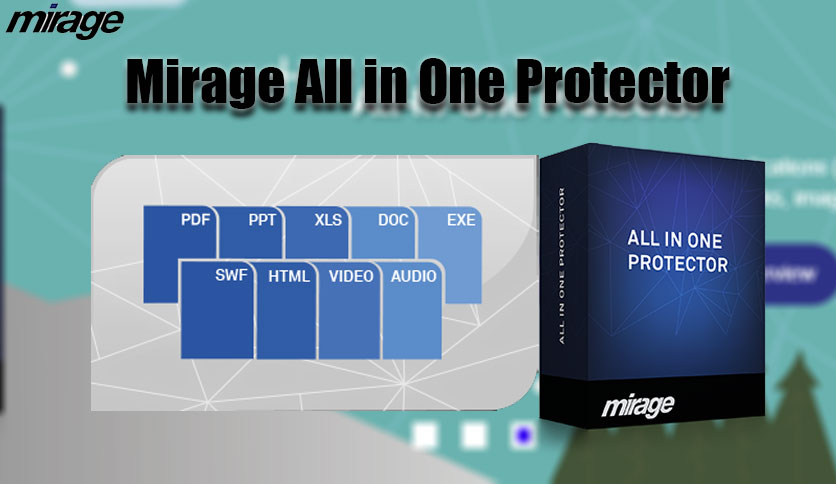 mirage
Mirage All in One Protector
PDF
PPT
XLS
DOC
EXE
SWF
HTML
VIDEO
AUDIO
ALL IN ONE PROTECTOR
ALL IN ONE
PROTECTOR
mirage